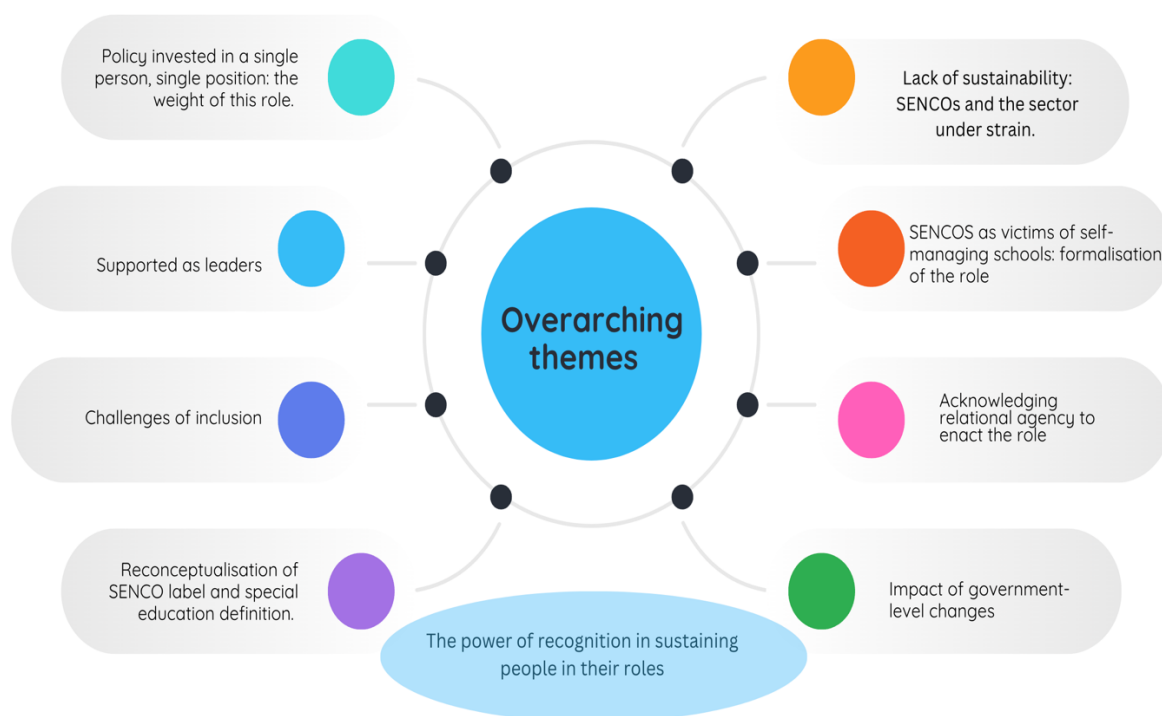 Overarching
themes
Policy invested in a single
person, single position: the
weight of this role.
Supported as leaders
Challenges of inclusion
Reconceptualisation of
SENCO label and special
education definition.
Lack of sustainability:
SENCOs and the sector
under strain.
SENCOS as victims of self-
managing schools: formalisation
of the role
Acknowledging
relational agency to
enact the role
Impact of government-
level changes
The power of recognition in sustaining
people in their roles